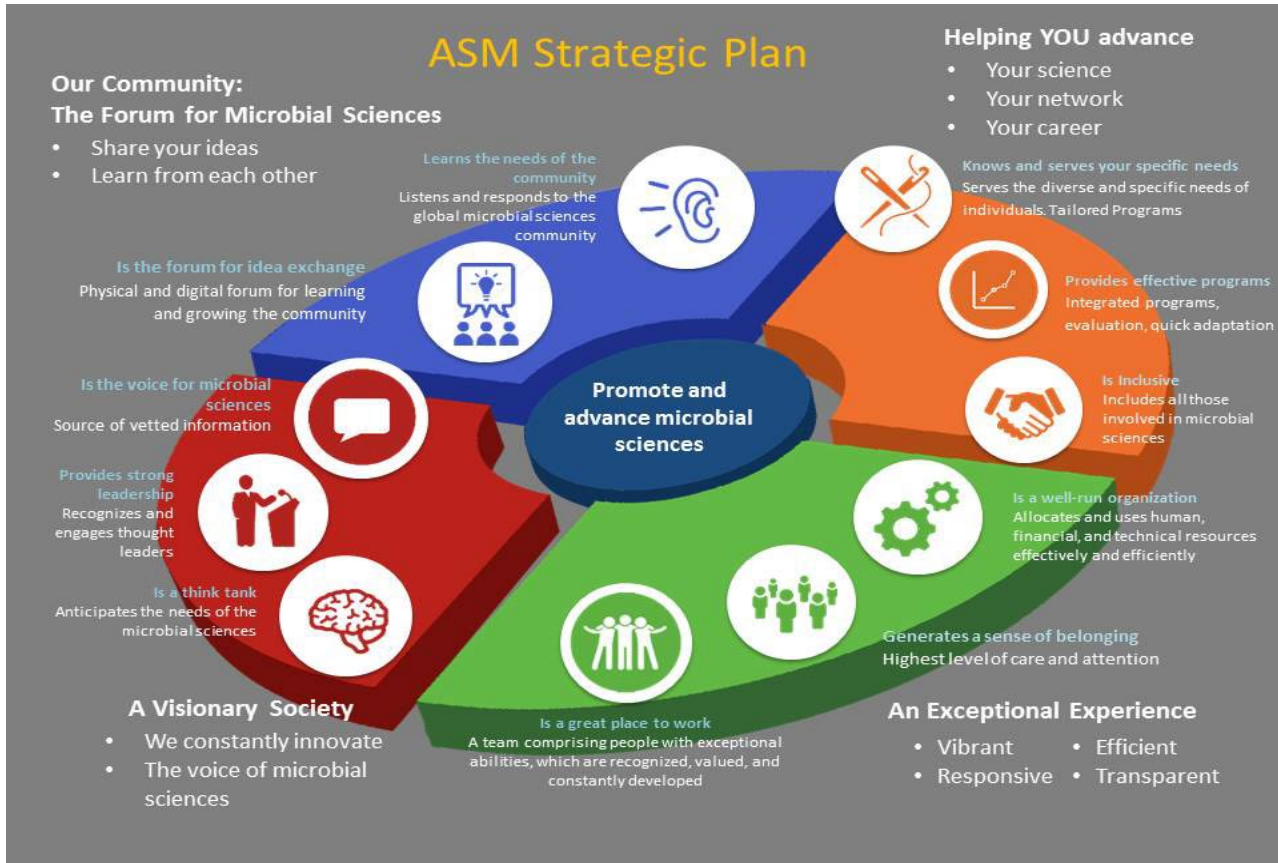 ASM Strategic Plan
Our Community:
The Forum for Microbial Sciences
• Share your ideas
• Learn from each other
Helping YOU advance
• Your science
• Your network
• Your career
Learns the needs of the
community
Listens and responds to the
global microbial sciences
community
Is the forum for idea exchange
Physical and digital forum for learning
and growing the community
Is the voice for microbial
sciences
Source of vetted information
Provides strong
leadership
Recognizes and
engages thought
leaders
Is a think tank
Anticipates the needs of the
microbial sciences
Promote and
advance microbial
sciences
Knows and serves your specific needs
Serves the diverse and specific needs of
individuals. Tailored Programs
Provides effective programs
Integrated programs,
evaluation, quick adaptation
Is Inclusive
Includes all those
involved in microbial
sciences
Is a well-run organization
Allocates and uses human,
financial, and technical resources
effectively and efficiently
Generates a sense of belonging
Highest level of care and attention
Is a great place to work
A team comprising people with exceptional
abilities, which are recognized, valued, and
constantly developed
A Visionary Society
• We constantly innovate
• The voice of microbial
sciences
An Exceptional Experience
• Vibrant • Efficient
• Responsive • Transparent